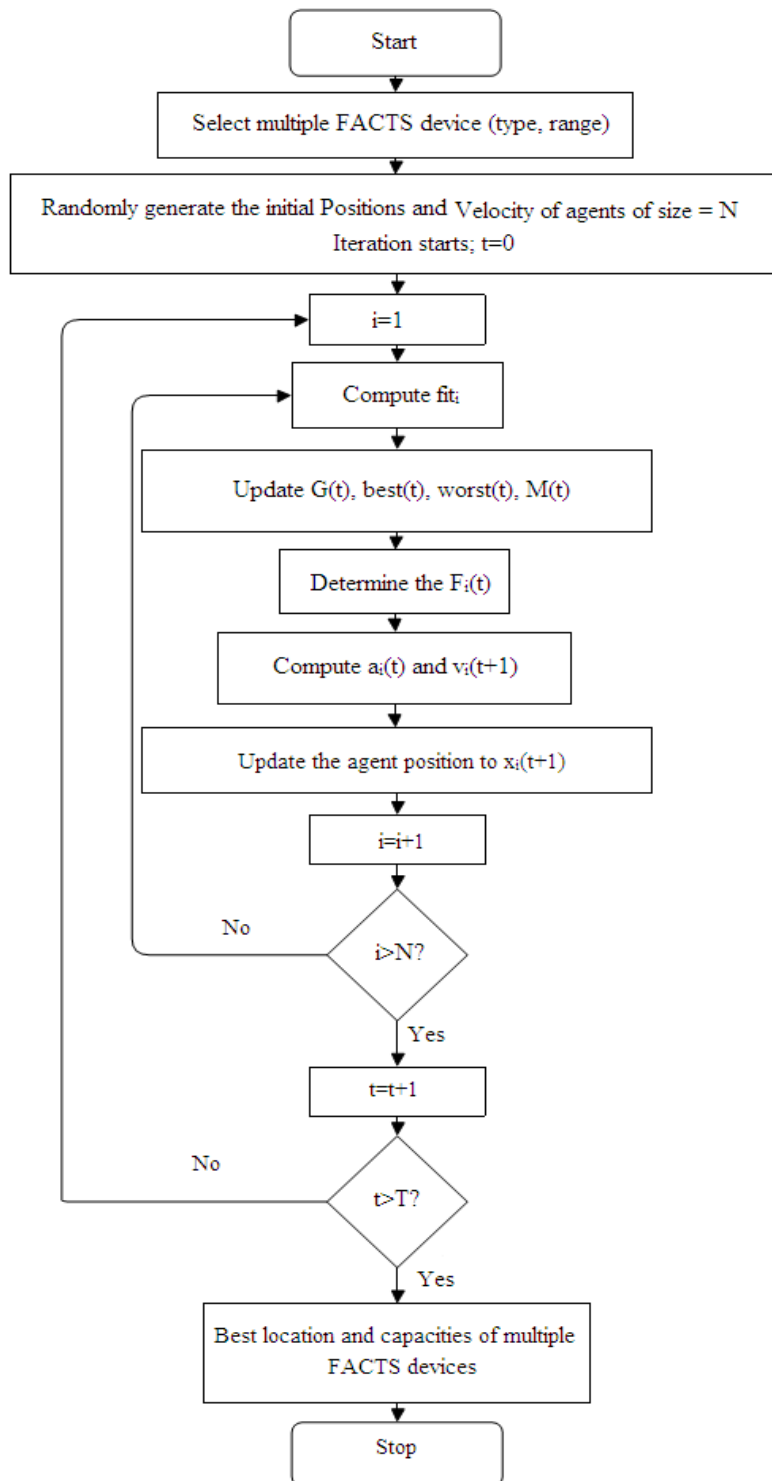 Start
Select multiple FACTS device (type, range)
Randomly generate the initial Positions and Velocity of agents of size = N
Iteration starts; t=0
i=1
Compute fitᵢ
Update G(t), best(t), worst(t), M(t)
Determine the Fᵢ(t)
Compute aᵢ(t) and vᵢ(t+1)
Update the agent position to xᵢ(t+1)
i=i+1
No
i>N?
Yes
t=t+1
No
t>T?
Yes
Best location and capacities of multiple
FACTS devices
Stop